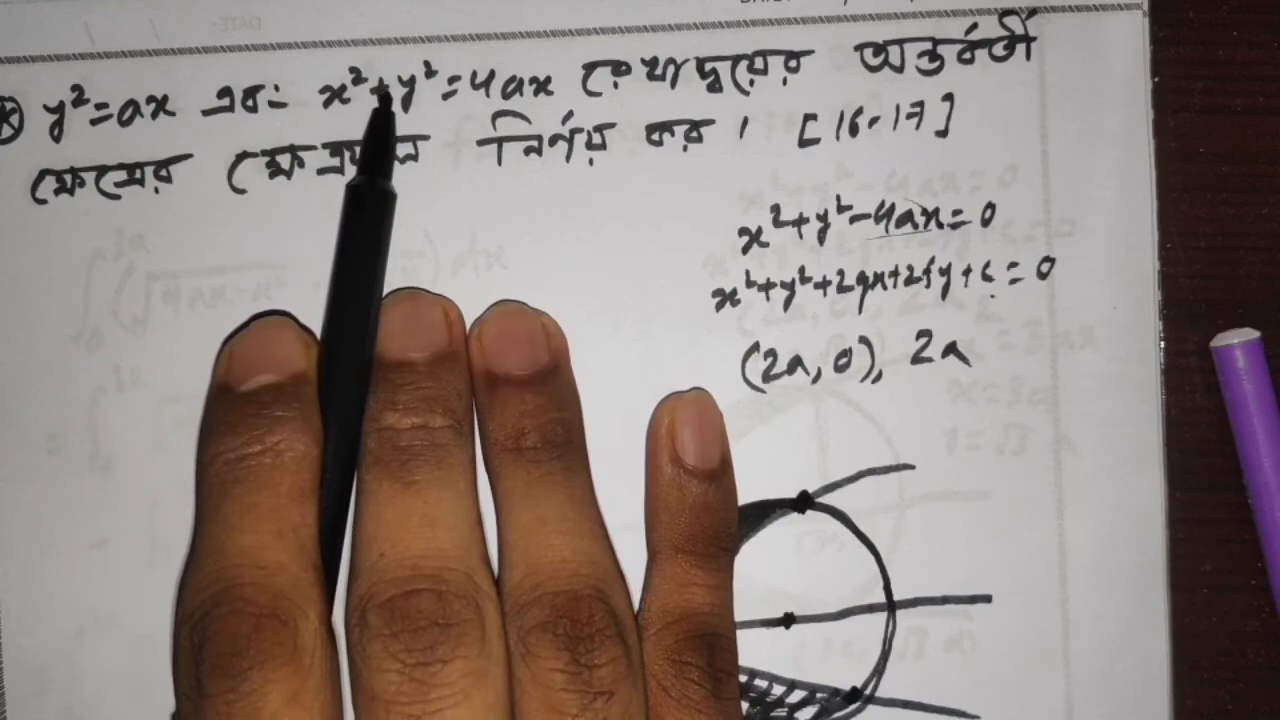 y²=ax এবং x²+y²=4ax রেখাদ্বয়ের অন্তর্বর্তী
ক্ষেত্রের ক্ষেত্রফল নির্ণয় কর। [16-17]
x²+y²-4ax=0
x²+y²+2gx+2fy+c=0
(2a,0), 2a